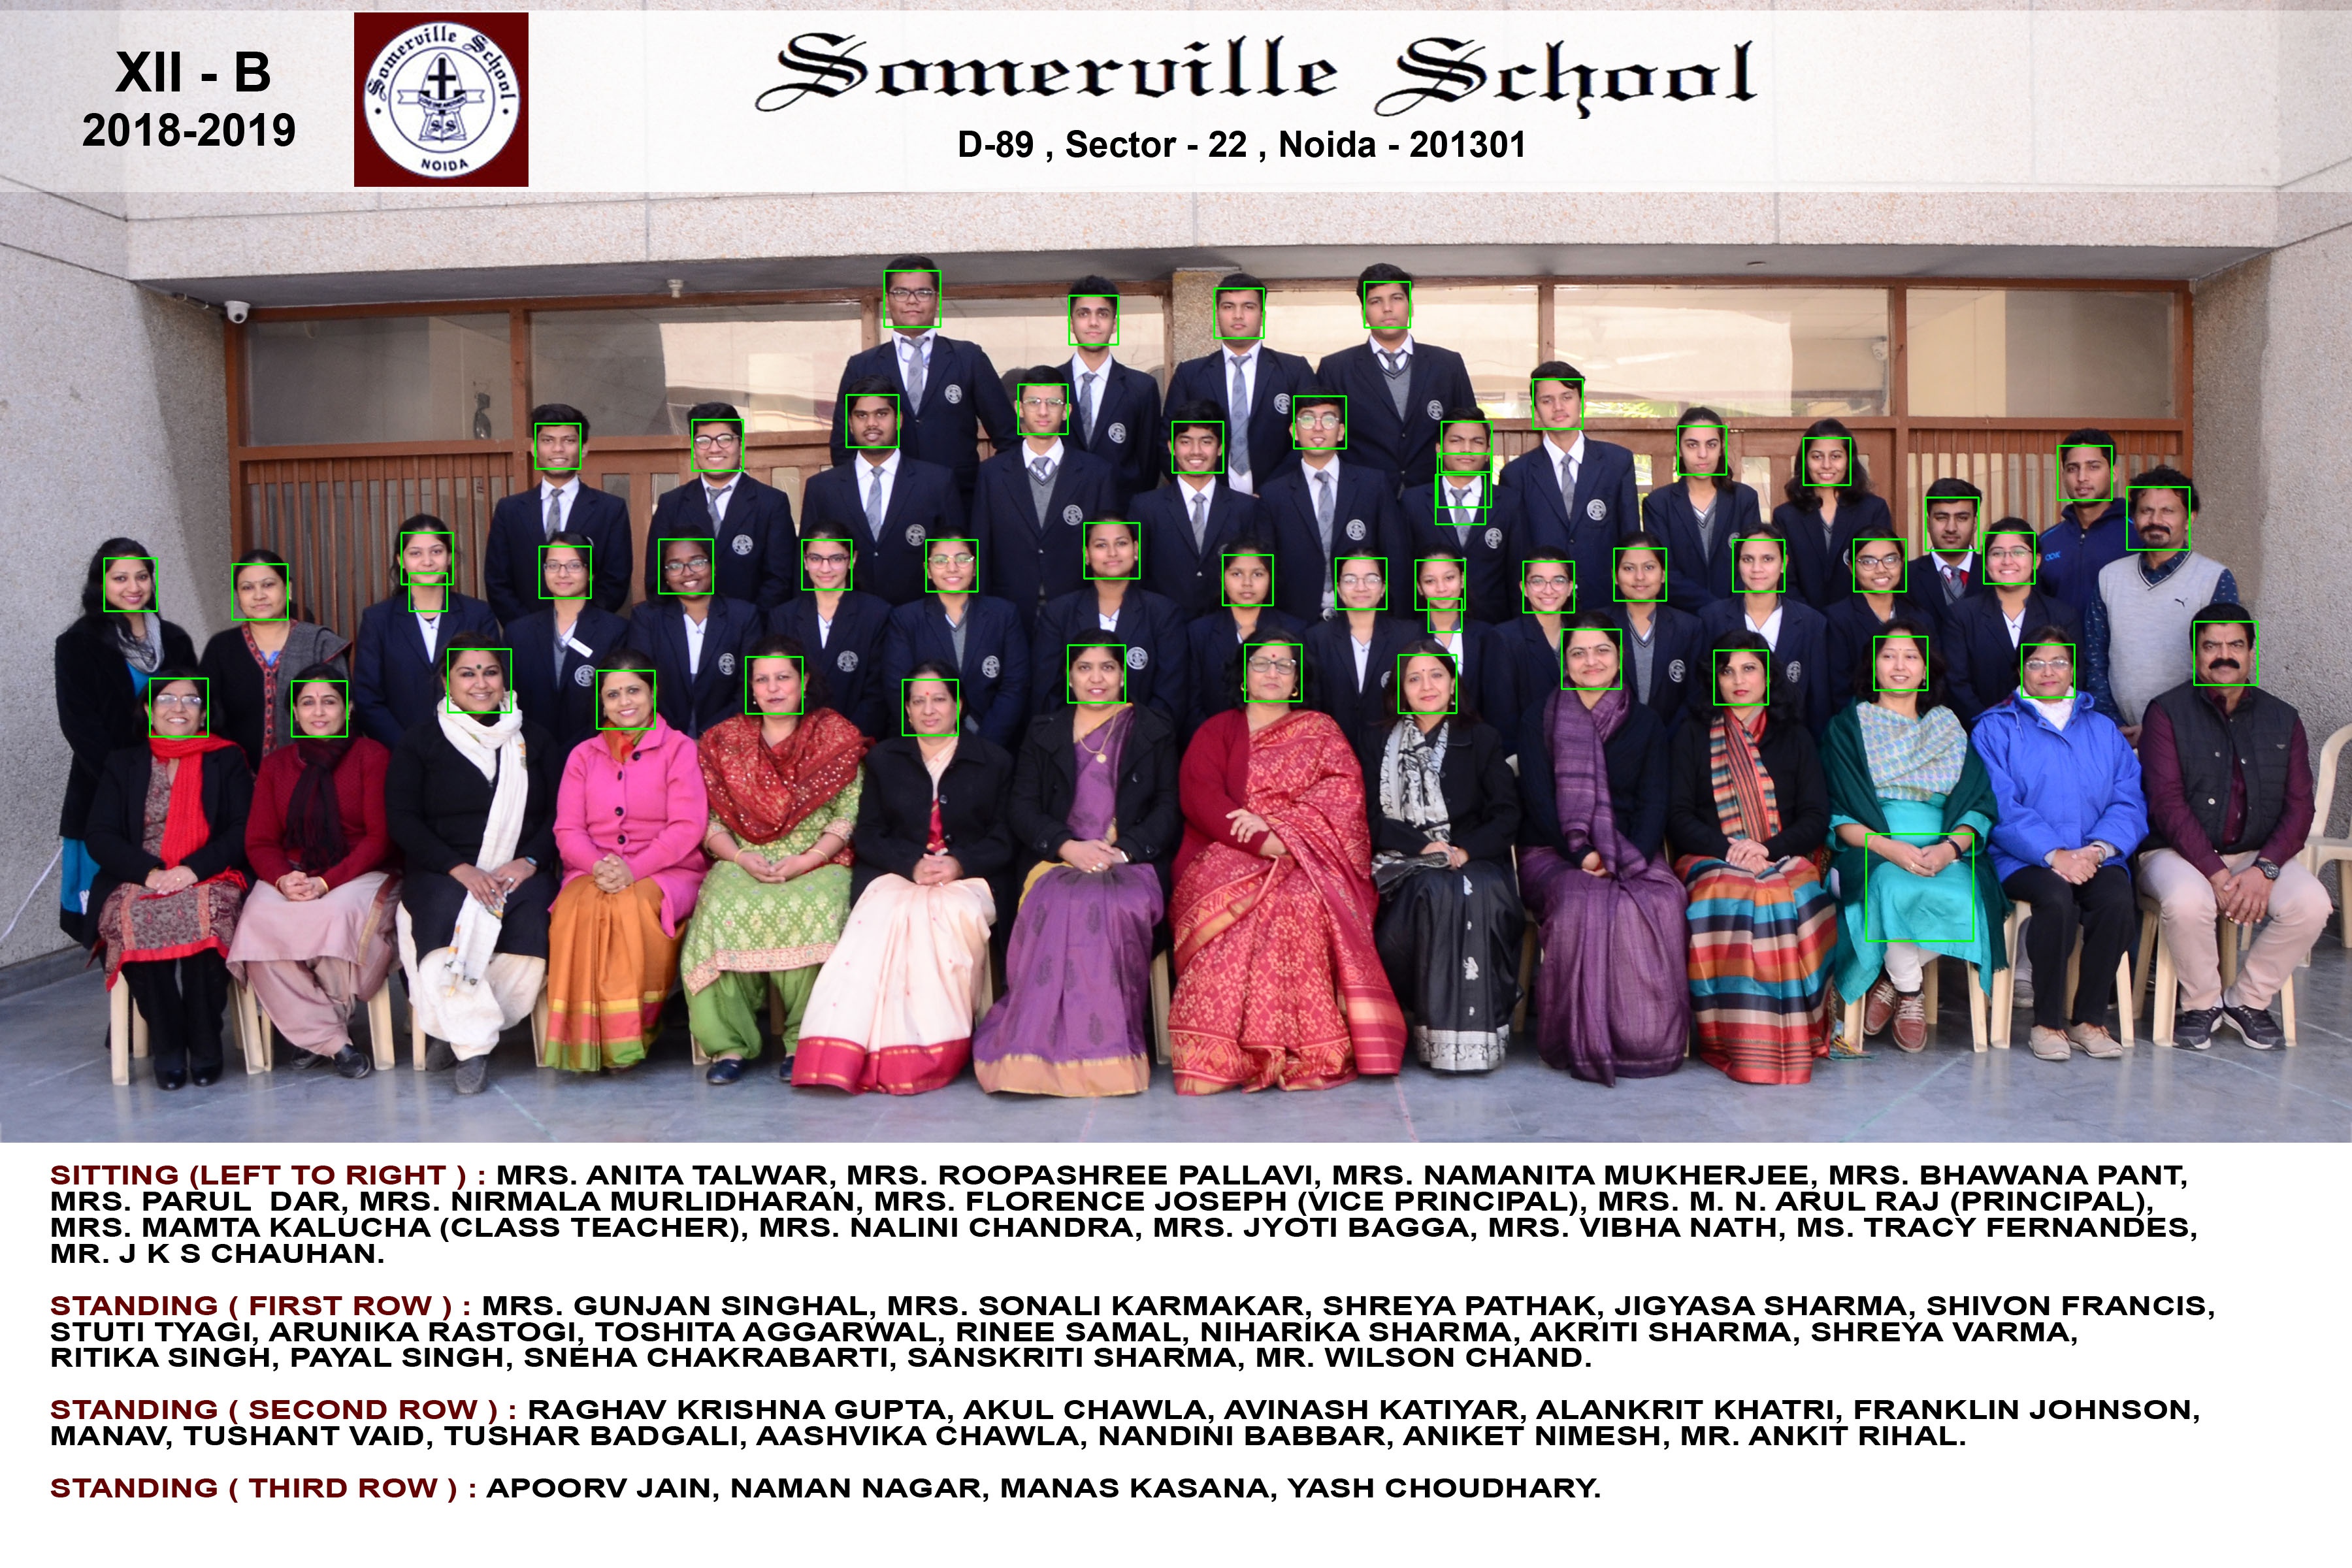 XII - B
2018-2019
Somerville School
NOIDA
Somerville School
D-89 , Sector - 22 , Noida - 201301
SITTING (LEFT TO RIGHT ) : MRS. ANITA TALWAR, MRS. ROOPASHREE PALLAVI, MRS. NAMANITA MUKHERJEE, MRS. BHAWANA PANT,
MRS. PARUL DAR, MRS. NIRMALA MURLIDHARAN, MRS. FLORENCE JOSEPH (VICE PRINCIPAL), MRS. M. N. ARUL RAJ (PRINCIPAL),
MRS. MAMTA KALUCHA (CLASS TEACHER), MRS. NALINI CHANDRA, MRS. JYOTI BAGGA, MRS. VIBHA NATH, MS. TRACY FERNANDES,
MR. J K S CHAUHAN.
STANDING ( FIRST ROW ) : MRS. GUNJAN SINGHAL, MRS. SONALI KARMAKAR, SHREYA PATHAK, JIGYASA SHARMA, SHIVON FRANCIS,
STUTI TYAGI, ARUNIKA RASTOGI, TOSHITA AGGARWAL, RINEE SAMAL, NIHARIKA SHARMA, AKRITI SHARMA, SHREYA VARMA,
RITIKA SINGH, PAYAL SINGH, SNEHA CHAKRABARTI, SANSKRITI SHARMA, MR. WILSON CHAND.
STANDING ( SECOND ROW ) : RAGHAV KRISHNA GUPTA, AKUL CHAWLA, AVINASH KATIYAR, ALANKRIT KHATRI, FRANKLIN JOHNSON,
MANAV, TUSHANT VAID, TUSHAR BADGALI, AASHVIKA CHAWLA, NANDINI BABBAR, ANIKET NIMESH, MR. ANKIT RIHAL.
STANDING ( THIRD ROW ) : APOORV JAIN, NAMAN NAGAR, MANAS KASANA, YASH CHOUDHARY.